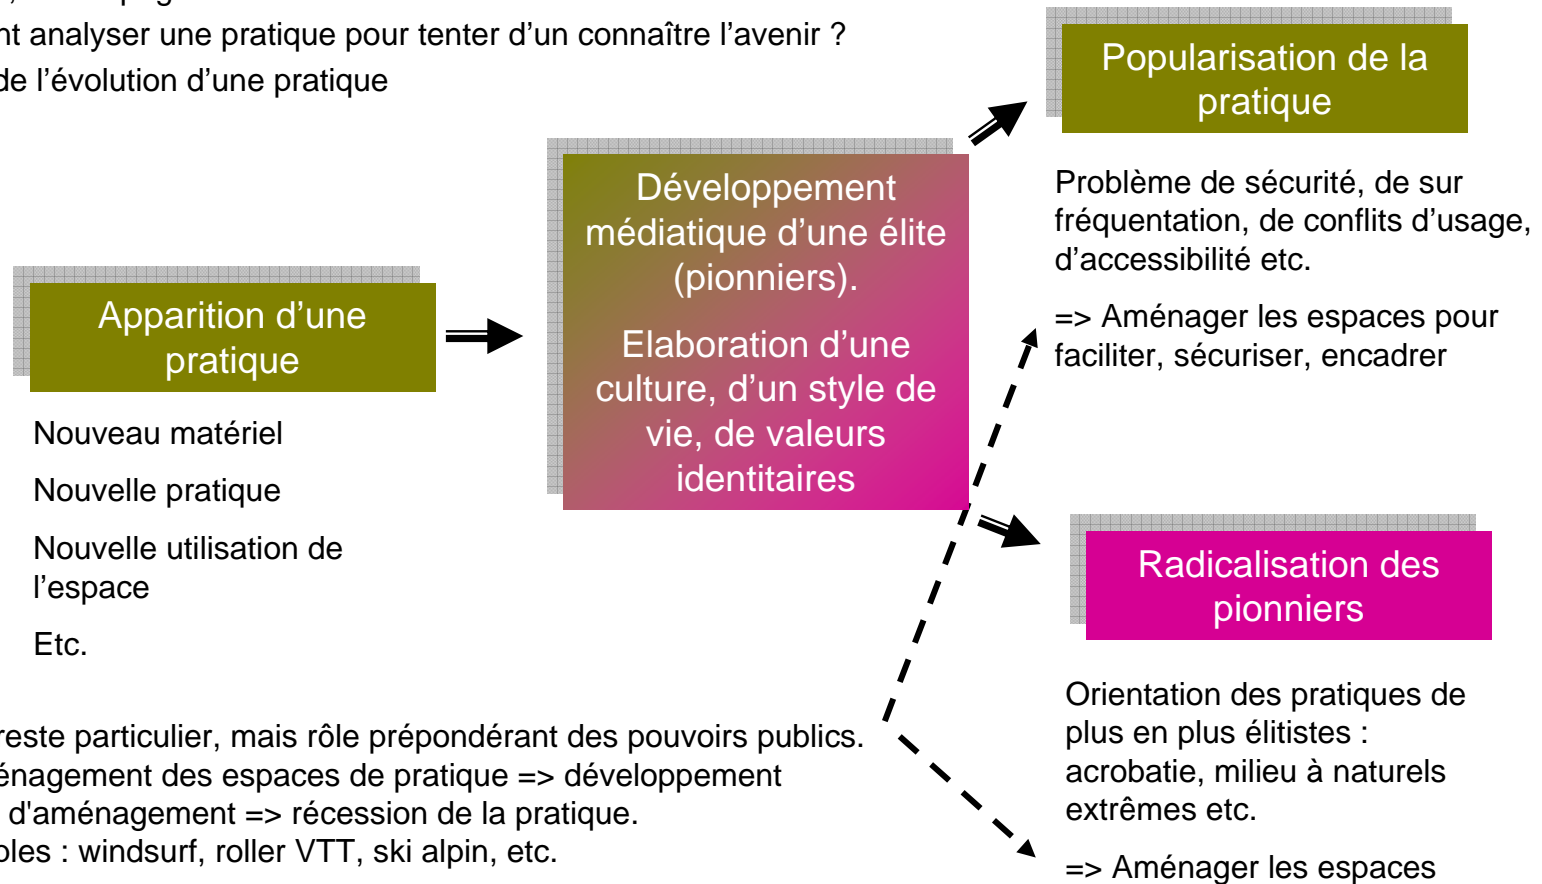 nt analyser une pratique pour tenter d'un connaître l'avenir ?
de l'évolution d'une pratique
Apparition d'une
pratique
Nouveau matériel
Nouvelle pratique
Nouvelle utilisation de
l'espace
Etc.
Développement
médiatique d'une élite
(pionniers).
Elaboration d'une
culture, d'un style de
vie, de valeurs
identitaires
Popularisation de la
pratique
Problème de sécurité, de sur
fréquentation, de conflits d'usage,
d'accessibilité etc.
=> Aménager les espaces pour
faciliter, sécuriser, encadrer
Radicalisation des
pionniers
Orientation des pratiques de
plus en plus élitistes :
acrobatie, milieu à naturels
extrêmes etc.
=> Aménager les espaces
reste particulier, mais rôle prépondérant des pouvoirs publics.
énagement des espaces de pratique => développement
d'aménagement => récession de la pratique.
oles : windsurf, roller VTT, ski alpin, etc.